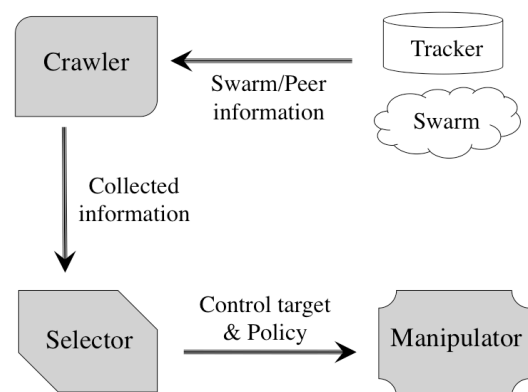 Crawler
Tracker
Swarm/Peer
information
Swarm
Collected
information
Selector
Control target
& Policy
Manipulator